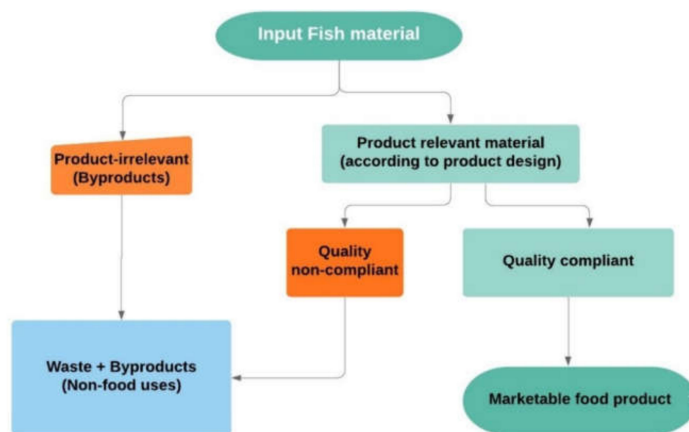 Input Fish material
Product-irrelevant
(Byproducts)
Product relevant material
(according to product design)
Quality
non-compliant
Quality compliant
Waste + Byproducts
(Non-food uses)
Marketable food product